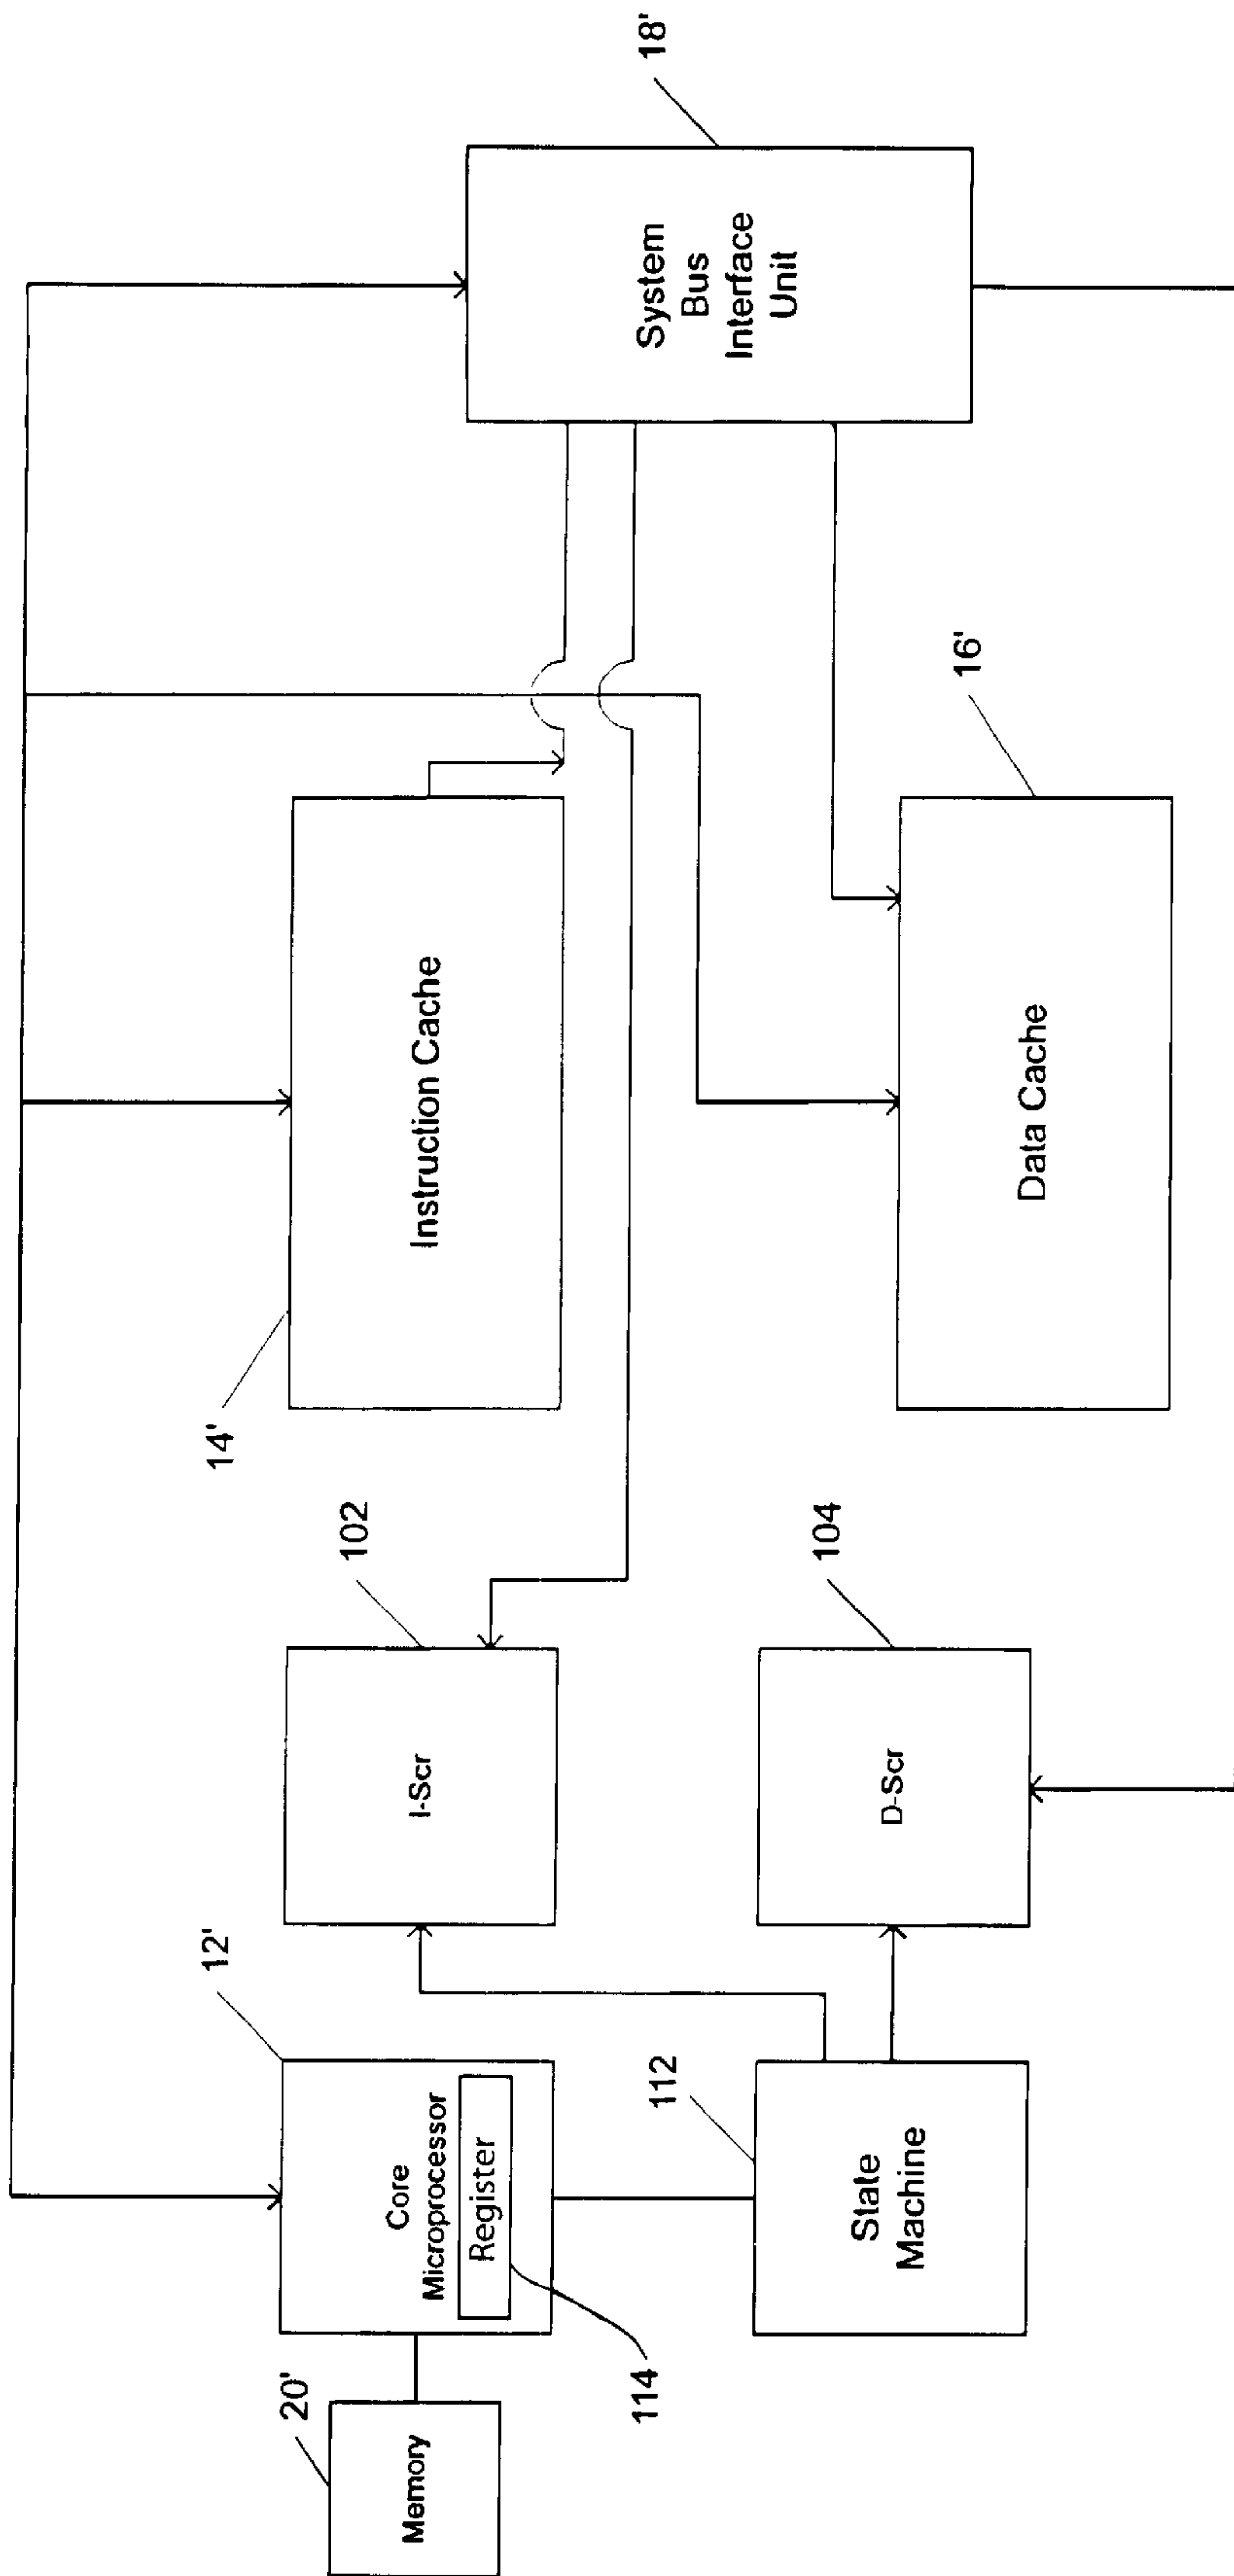 20'
Memory
12'
Core
Microprocessor
Register
114
112
State
Machine
102
I-Scr
104
D-Scr
14'
Instruction Cache
16'
Data Cache
18'
System
Bus
Interface
Unit